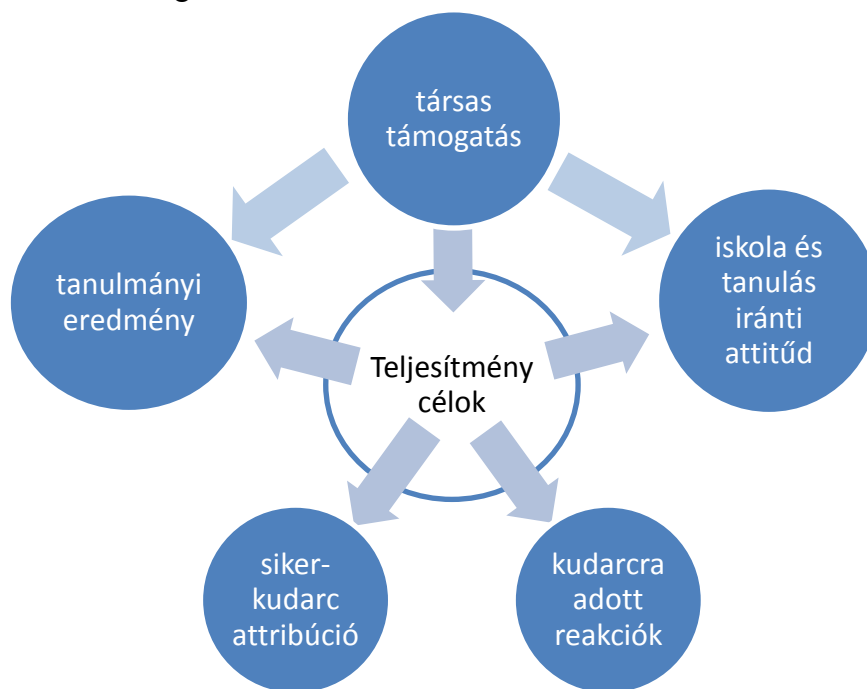 társas
támogatás
tanulmányi
eredmény
iskola és
tanulás
iránti
attitűd
Teljesítmény
célok
siker-
kudarc
attribúció
kudarcra
adott
reakciók